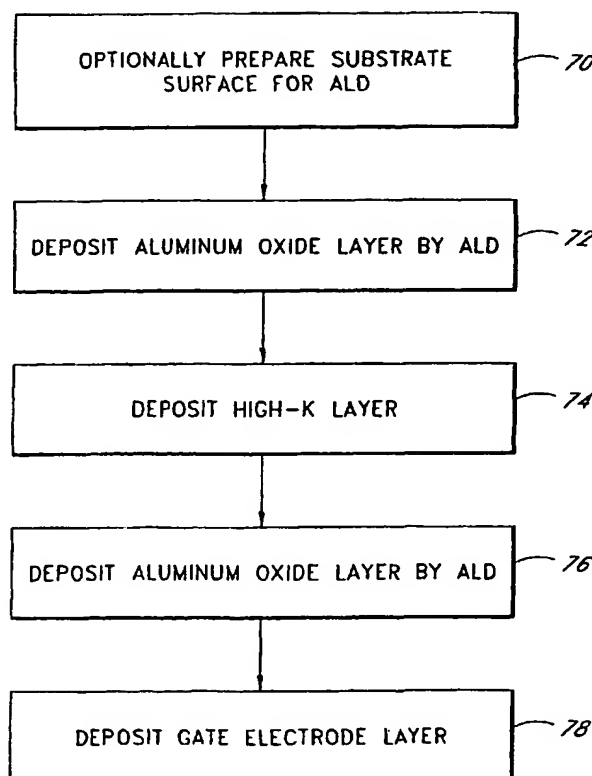 OPTIONALLY PREPARE SUBSTRATE
SURFACE FOR ALD
70
DEPOSIT ALUMINUM OXIDE LAYER BY ALD
72
DEPOSIT HIGH-K LAYER
74
DEPOSIT ALUMINUM OXIDE LAYER BY ALD
76
DEPOSIT GATE ELECTRODE LAYER
78